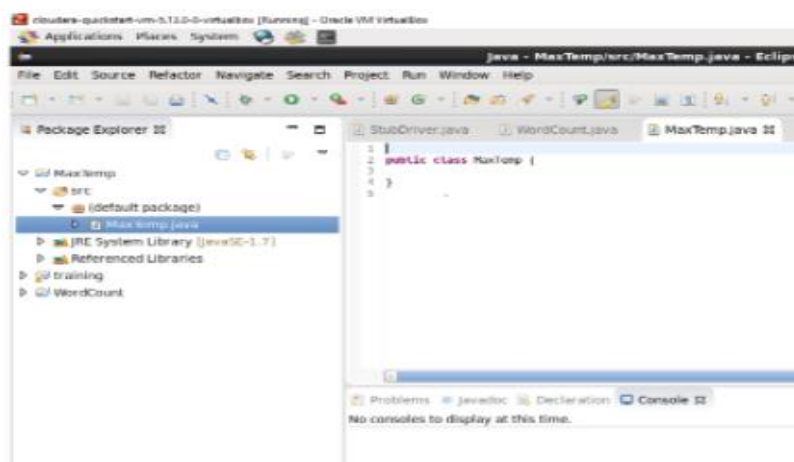 cloudera-quickstart-vm-5.13.0-0-virtualbox [Running] - Oracle VM VirtualBox
Applications Places System
Java - MaxTemp/src/MaxTemp.java - Eclips
File Edit Source Refactor Navigate Search Project Run Window Help
Package Explorer
StubDriver.java WordCount.java MaxTemp.java
1
2 public class MaxTemp {
3
4 }
5
MaxTemp
src
(default package)
MaxTemp.java
JRE System Library [JavaSE-1.7]
Referenced Libraries
training
WordCount
Problems Javadoc Declaration Console
No consoles to display at this time.